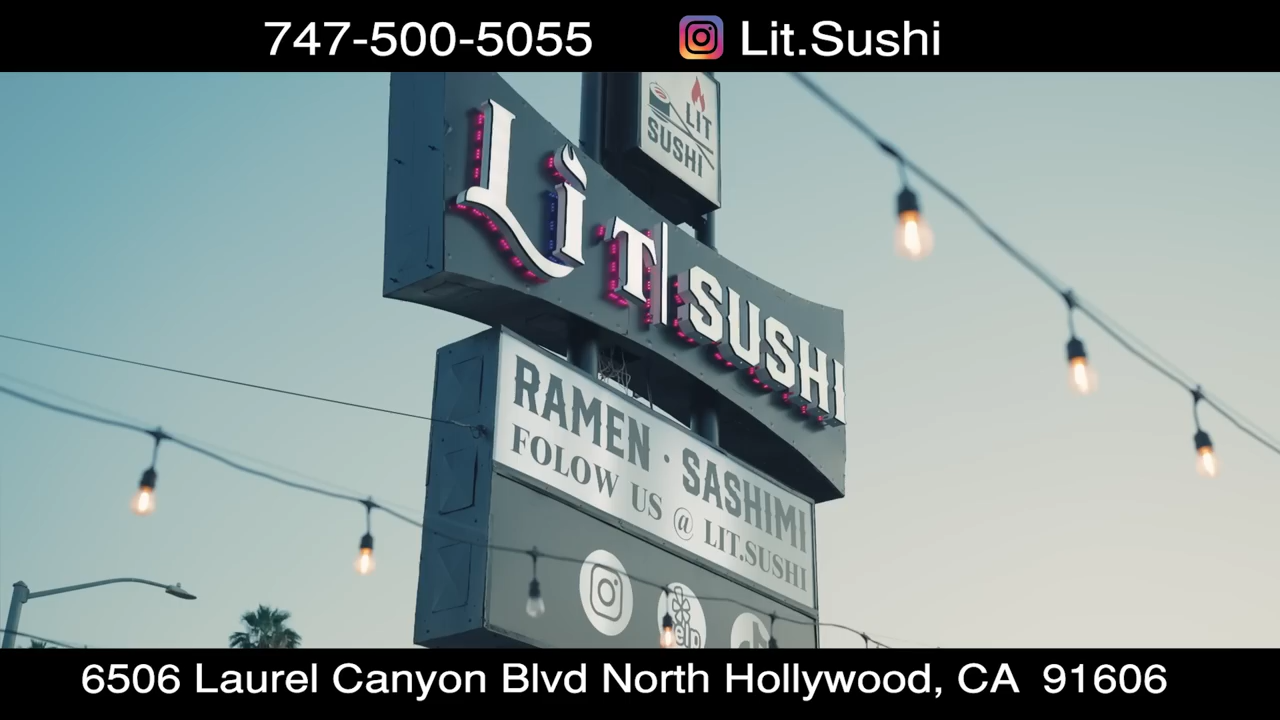 747-500-5055 Lit.Sushi
LIT
SUSHI
LiT|SUSHI
RAMEN · SASHIMI
FOLOW US @ LIT.SUSHI
yelp
6506 Laurel Canyon Blvd North Hollywood, CA 91606